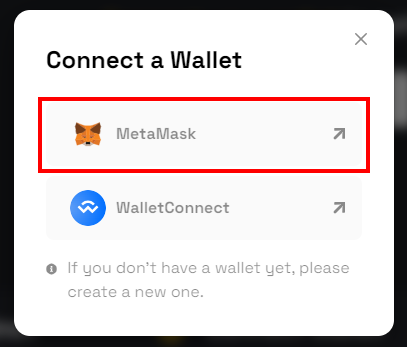 Connect a Wallet
MetaMask
WalletConnect
If you don't have a wallet yet, please
create a new one.